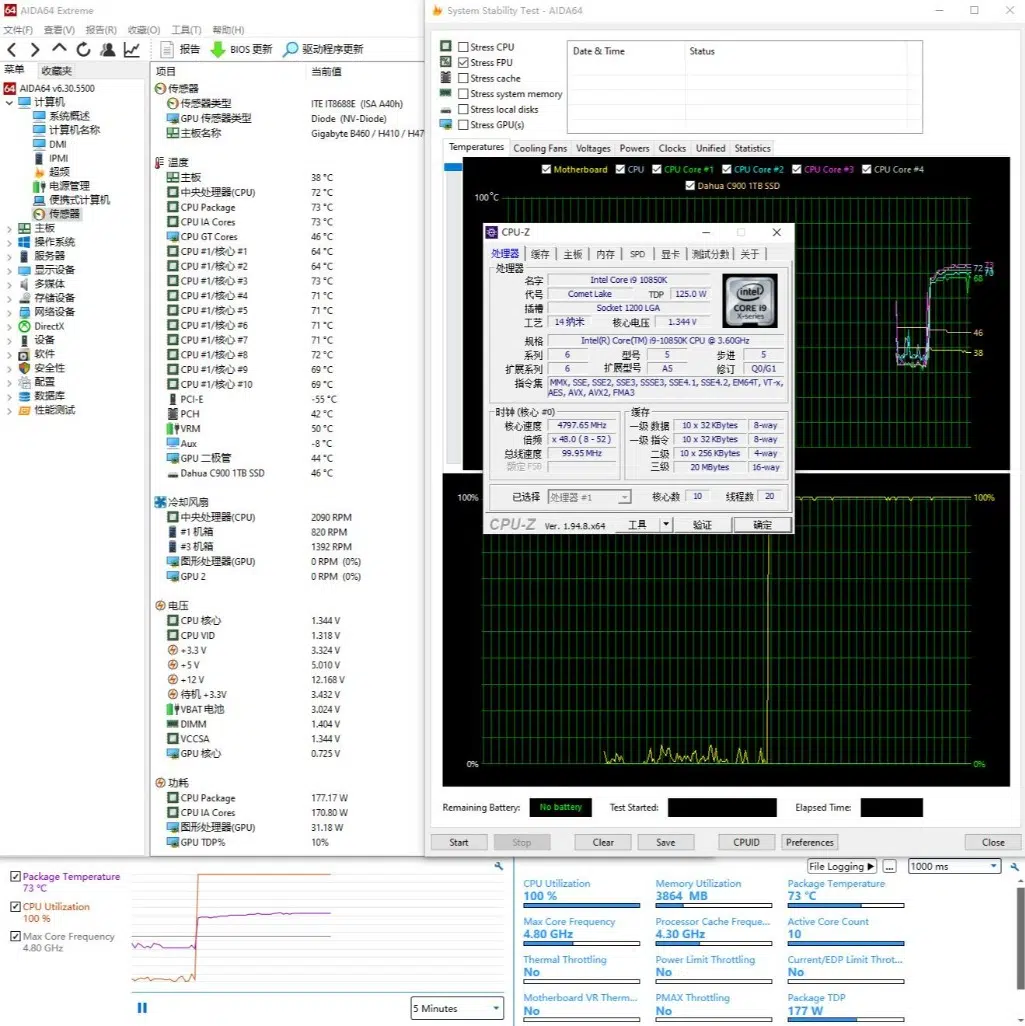 AIDA64 Extreme
文件(F) 查看(V) 报告(R) 收藏(O) 工具(T) 帮助(H)
报告 BIOS 更新 驱动程序更新
菜单 收藏夹
AIDA64 v6.30.5500
计算机
系统概述
计算机名称
DMI
IPMI
超频
电源管理
便携式计算机
传感器
主板
操作系统
服务器
显示设备
多媒体
存储设备
网络设备
DirectX
设备
软件
安全性
配置
数据库
性能测试
项目 当前值
传感器
传感器类型 ITE IT8688E (ISA A40h)
GPU 传感器类型 Diode (NV-Diode)
主板名称 Gigabyte B460 / H410 / H47
温度
主板 38 °C
中央处理器(CPU) 72 °C
CPU Package 73 °C
CPU IA Cores 73 °C
CPU GT Cores 46 °C
CPU #1/核心 #1 64 °C
CPU #1/核心 #2 64 °C
CPU #1/核心 #3 73 °C
CPU #1/核心 #4 71 °C
CPU #1/核心 #5 71 °C
CPU #1/核心 #6 71 °C
CPU #1/核心 #7 71 °C
CPU #1/核心 #8 72 °C
CPU #1/核心 #9 69 °C
CPU #1/核心 #10 69 °C
PCI-E -55 °C
PCH 42 °C
VRM 50 °C
Aux -8 °C
GPU 二极管 44 °C
Dahua C900 1TB SSD 46 °C
冷却风扇
中央处理器(CPU) 2090 RPM
#1 机箱 820 RPM
#3 机箱 1392 RPM
图形处理器(GPU) 0 RPM (0%)
GPU 2 0 RPM (0%)
电压
CPU 核心 1.344 V
CPU VID 1.318 V
+3.3 V 3.324 V
+5 V 5.010 V
+12 V 12.168 V
待机 +3.3V 3.432 V
VBAT 电池 3.024 V
DIMM 1.404 V
VCCSA 1.344 V
GPU 核心 0.725 V
功耗
CPU Package 177.17 W
CPU IA Cores 170.80 W
图形处理器(GPU) 31.18 W
GPU TDP% 10%
System Stability Test - AIDA64
Stress CPU
Stress FPU
Stress cache
Stress system memory
Stress local disks
Stress GPU(s)
Date & Time Status
Temperatures Cooling Fans Voltages Powers Clocks Unified Statistics
Motherboard CPU CPU Core #1 CPU Core #2 CPU Core #3 CPU Core #4
Dahua C900 1TB SSD
100°C
46
38
CPU-Z
处理器 缓存 主板 内存 SPD 显卡 测试分数 关于
处理器
名字 Intel Core i9 10850K
代号 Comet Lake TDP 125.0 W
插槽 Socket 1200 LGA
工艺 14 纳米 核心电压 1.344 V
intel CORE i9 X-series
规格 Intel(R) Core(TM) i9-10850K CPU @ 3.60GHz
系列 6 型号 5 步进 5
扩展系列 6 扩展型号 A5 修订 Q0/G1
指令集 MMX, SSE, SSE2, SSE3, SSSE3, SSE4.1, SSE4.2, EM64T, VT-x,
AES, AVX, AVX2, FMA3
时钟 (核心 #0) 缓存
核心速度 4797.65 MHz 一级 数据 10 x 32 KBytes 8-way
倍频 x 48.0 ( 8 - 52 ) 一级 指令 10 x 32 KBytes 8-way
总线速度 99.95 MHz 二级 10 x 256 KBytes 4-way
额定 FSB 三级 20 MBytes 16-way
已选择 处理器 #1 核心数 10 线程数 20
CPU-Z Ver. 1.94.8.x64 工具 验证 确定
100% 100%
0% 0%
Remaining Battery: No battery Test Started: Elapsed Time:
Start Stop Clear Save CPUID Preferences Close
Package Temperature
73 °C
CPU Utilization
100 %
Max Core Frequency
4.80 GHz
5 Minutes
File Logging ... 1000 ms
CPU Utilization Memory Utilization Package Temperature
100 % 3864 MB 73 °C
Max Core Frequency Processor Cache Freque... Active Core Count
4.80 GHz 4.30 GHz 10
Thermal Throttling Power Limit Throttling Current/EDP Limit Throt...
No No No
Motherboard VR Therm... PMAX Throttling Package TDP
No No 177 W